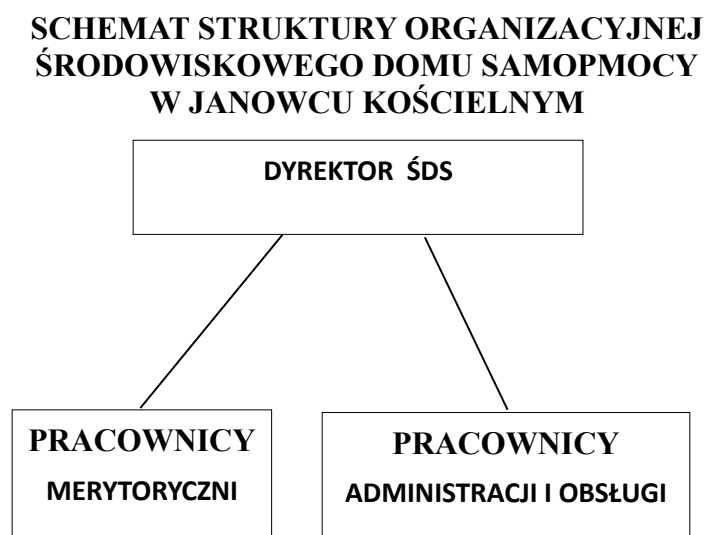 SCHEMAT STRUKTURY ORGANIZACYJNEJ
ŚRODOWISKOWEGO DOMU SAMOPMOCY
W JANOWCU KOŚCIELNYM
DYREKTOR ŚDS
PRACOWNICY
MERYTORYCZNI
PRACOWNICY
ADMINISTRACJI I OBSŁUGI